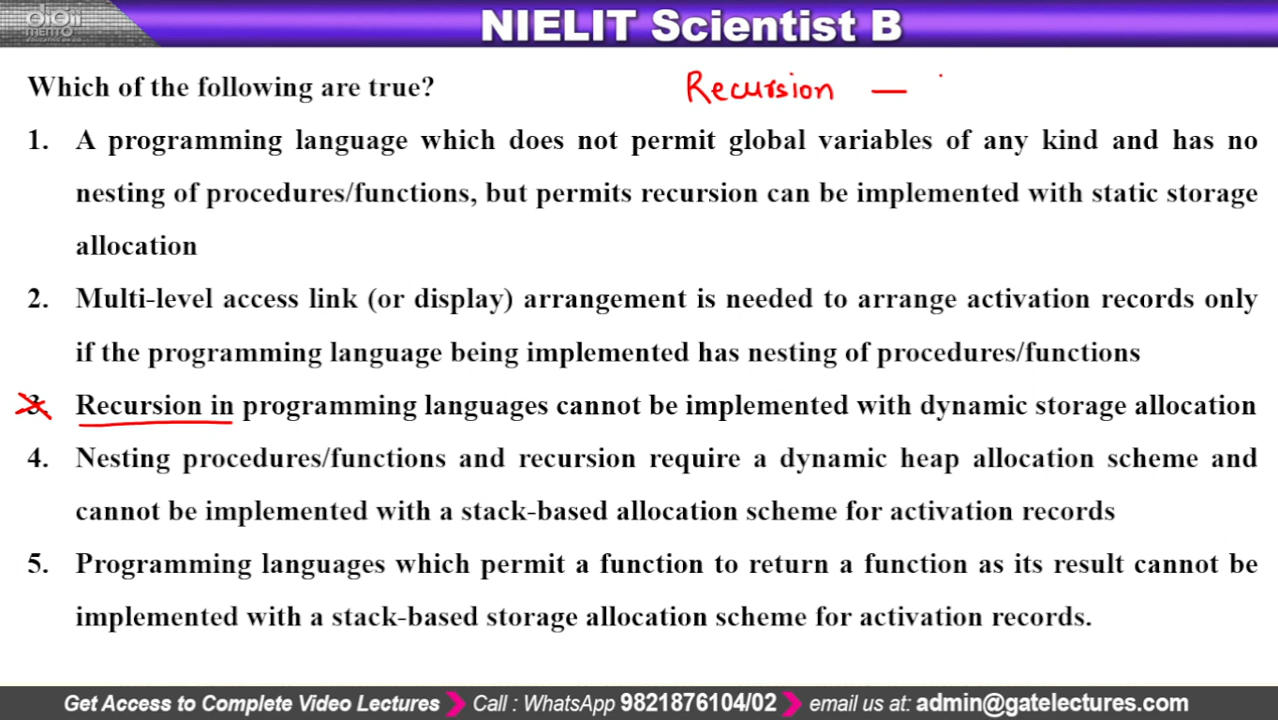 digii
MENTO
EDUCATION ON GO
NIELIT Scientist B
Which of the following are true?
Recursion —
1. A programming language which does not permit global variables of any kind and has no
nesting of procedures/functions, but permits recursion can be implemented with static storage
allocation
2. Multi-level access link (or display) arrangement is needed to arrange activation records only
if the programming language being implemented has nesting of procedures/functions
3. Recursion in programming languages cannot be implemented with dynamic storage allocation
4. Nesting procedures/functions and recursion require a dynamic heap allocation scheme and
cannot be implemented with a stack-based allocation scheme for activation records
5. Programming languages which permit a function to return a function as its result cannot be
implemented with a stack-based storage allocation scheme for activation records.
Get Access to Complete Video Lectures Call : WhatsApp 9821876104/02 email us at: admin@gatelectures.com